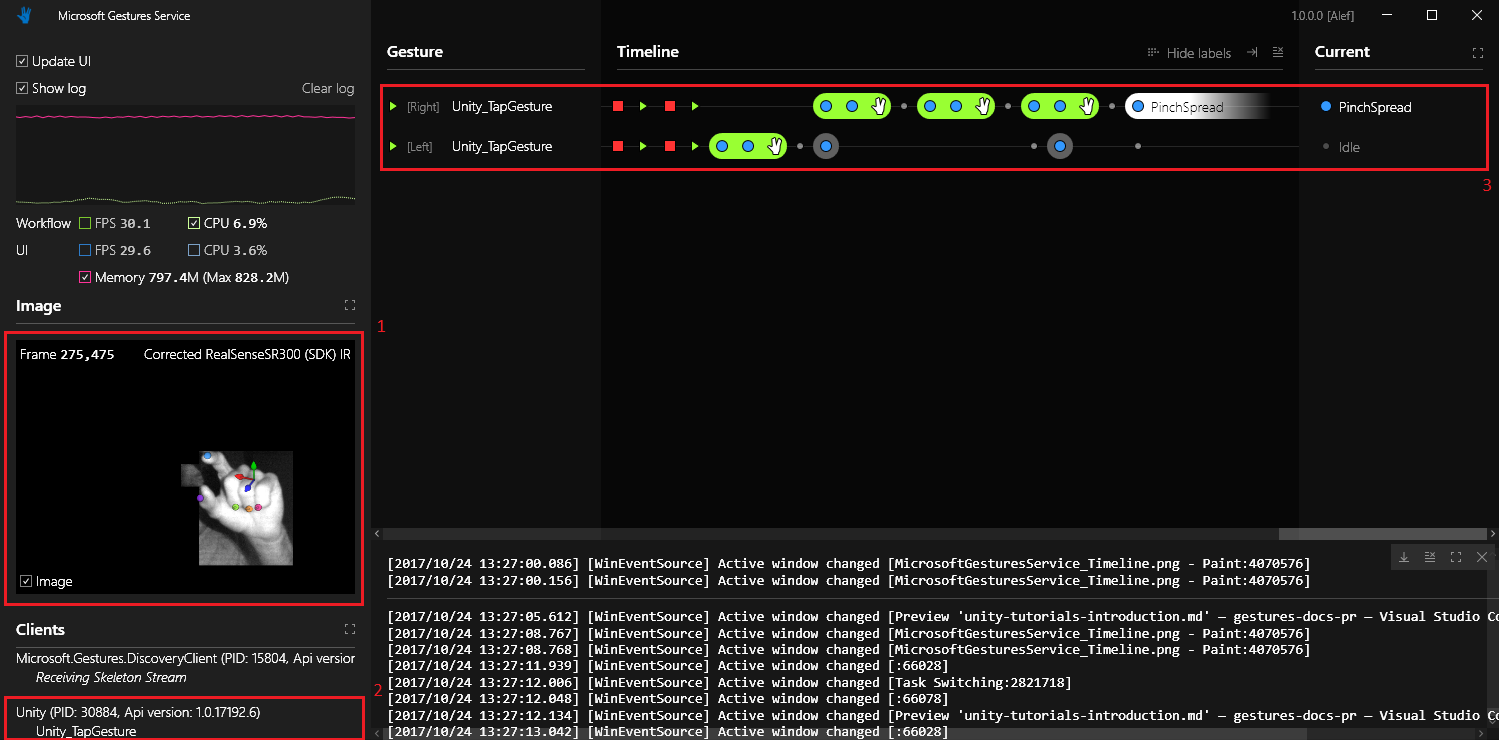 Microsoft Gestures Service
1.0.0.0 [Alef]
Update UI
Show log
Clear log
Workflow FPS 30.1 CPU 6.9%
UI FPS 29.6 CPU 3.6%
Memory 797.4M (Max 828.2M)
Image
Frame 275,475 Corrected RealSenseSR300 (SDK) IR
Image
1
Clients
Microsoft.Gestures.DiscoveryClient (PID: 15804, Api version
Receiving Skeleton Stream
2
Unity (PID: 30884, Api version: 1.0.17192.6)
Unity_TapGesture
Gesture
Timeline
Hide labels
Current
[Right] Unity_TapGesture
PinchSpread
PinchSpread
[Left] Unity_TapGesture
Idle
3
[2017/10/24 13:27:00.086] [WinEventSource] Active window changed [MicrosoftGesturesService_Timeline.png - Paint:4070576]
[2017/10/24 13:27:00.156] [WinEventSource] Active window changed [MicrosoftGesturesService_Timeline.png - Paint:4070576]
[2017/10/24 13:27:05.612] [WinEventSource] Active window changed [Preview 'unity-tutorials-introduction.md' — gestures-docs-pr — Visual Studio Co
[2017/10/24 13:27:08.767] [WinEventSource] Active window changed [MicrosoftGesturesService_Timeline.png - Paint:4070576]
[2017/10/24 13:27:08.768] [WinEventSource] Active window changed [MicrosoftGesturesService_Timeline.png - Paint:4070576]
[2017/10/24 13:27:11.939] [WinEventSource] Active window changed [:66028]
[2017/10/24 13:27:12.006] [WinEventSource] Active window changed [Task Switching:2821718]
[2017/10/24 13:27:12.048] [WinEventSource] Active window changed [:66078]
[2017/10/24 13:27:12.134] [WinEventSource] Active window changed [Preview 'unity-tutorials-introduction.md' — gestures-docs-pr — Visual Studio Co
[2017/10/24 13:27:13.042] [WinEventSource] Active window changed [:66028]